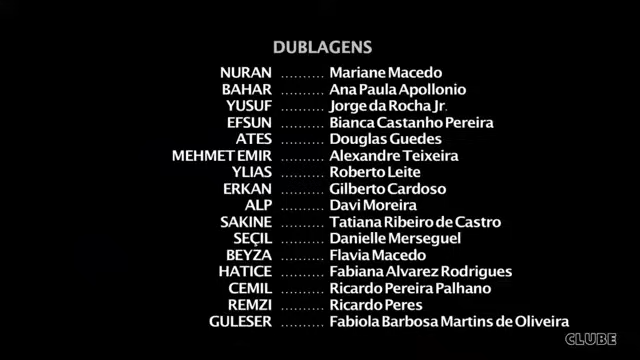 DUBLAGENS
NURAN .......... Mariane Macedo
BAHAR .......... Ana Paula Apollonio
YUSUF .......... Jorge da Rocha Jr.
EFSUN .......... Bianca Castanho Pereira
ATES .......... Douglas Guedes
MEHMET EMIR .......... Alexandre Teixeira
YLIAS .......... Roberto Leite
ERKAN .......... Gilberto Cardoso
ALP .......... Davi Moreira
SAKINE .......... Tatiana Ribeiro de Castro
SEÇIL .......... Danielle Merseguel
BEYZA .......... Flavia Macedo
HATICE .......... Fabiana Alvarez Rodrigues
CEMIL .......... Ricardo Pereira Palhano
REMZI .......... Ricardo Peres
GULESER .......... Fabiola Barbosa Martins de Oliveira
CLUBE